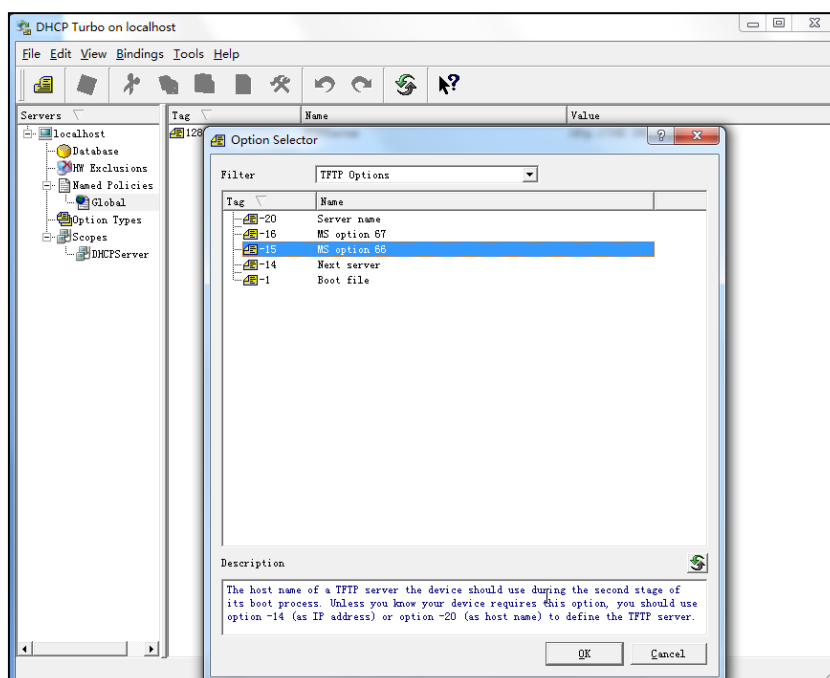 DHCP Turbo on localhost
File Edit View Bindings Tools Help
Servers
Tag Name Value
localhost
128
Database
HW Exclusions
Named Policies
Global
Option Types
Scopes
DHCPServer
Option Selector
Filter TFTP Options
Tag Name
-20 Server name
-16 MS option 67
-15 MS option 66
-14 Next server
-1 Boot file
Description
The host name of a TFTP server the device should use during the second stage of
its boot process. Unless you know your device requires this option, you should use
option -14 (as IP address) or option -20 (as host name) to define the TFTP server.
OK Cancel